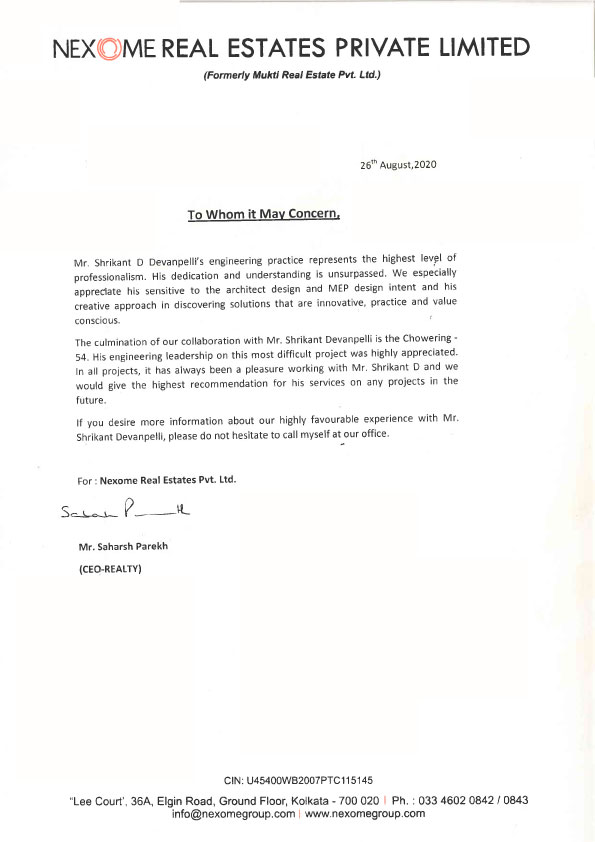 NEXOME REAL ESTATES PRIVATE LIMITED
(Formerly Mukti Real Estate Pvt. Ltd.)
26th August,2020
To Whom it May Concern,
Mr. Shrikant D Devanpelli's engineering practice represents the highest level of
professionalism. His dedication and understanding is unsurpassed. We especially
appreciate his sensitive to the architect design and MEP design intent and his
creative approach in discovering solutions that are innovative, practice and value
conscious.
The culmination of our collaboration with Mr. Shrikant Devanpelli is the Chowering -
54. His engineering leadership on this most difficult project was highly appreciated.
In all projects, it has always been a pleasure working with Mr. Shrikant D and we
would give the highest recommendation for his services on any projects in the
future.
If you desire more information about our highly favourable experience with Mr.
Shrikant Devanpelli, please do not hesitate to call myself at our office.
For : Nexome Real Estates Pvt. Ltd.
Mr. Saharsh Parekh
(CEO-REALTY)
CIN: U45400WB2007PTC115145
"Lee Court', 36A, Elgin Road, Ground Floor, Kolkata - 700 020 | Ph. : 033 4602 0842 / 0843
info@nexomegroup.com | www.nexomegroup.com